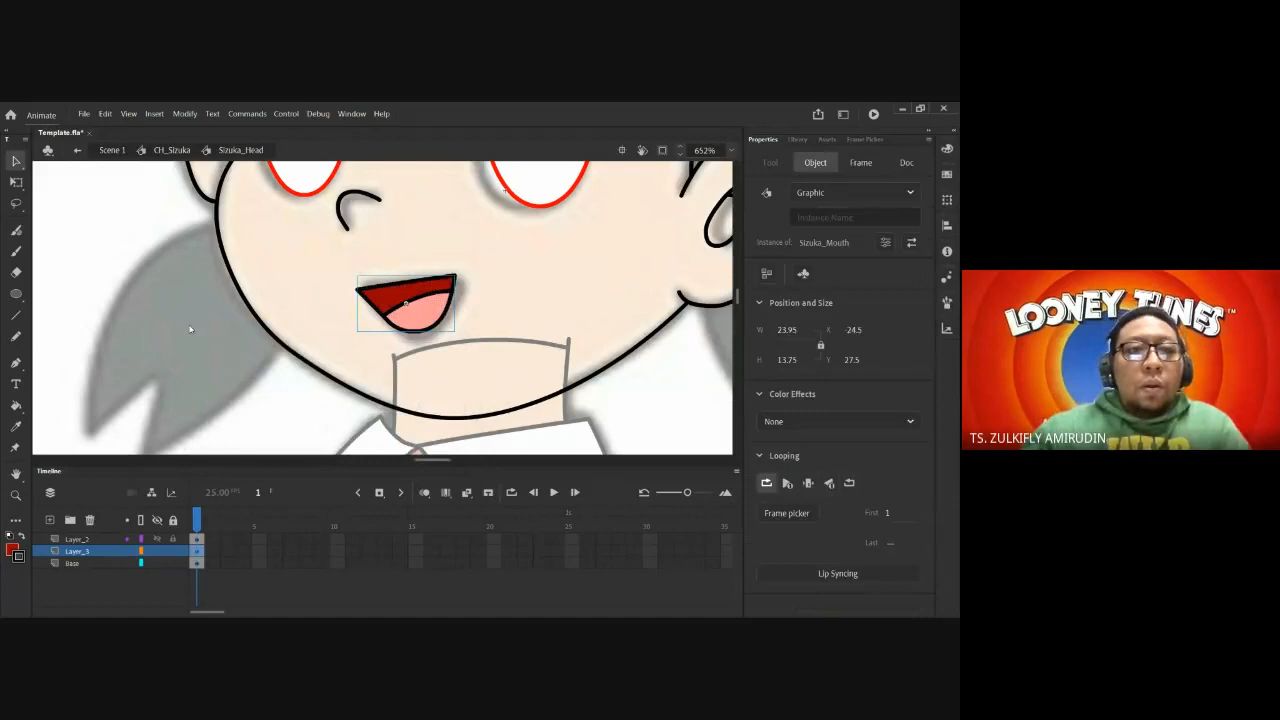 Animate File Edit View Insert Modify Text Commands Control Debug Window Help
Template.fla*
Scene 1 CH_Sizuka Sizuka_Head 652%
Properties Library Assets Frame Picker
Tool Object Frame Doc
Graphic
Instance Name
Instance of: Sizuka_Mouth
Position and Size
W 23.95 X -24.5
H 13.75 Y 27.5
Color Effects
None
Looping
Frame picker First 1
Last —
Lip Syncing
Timeline
25.00 FPS 1 F
1s
5 10 15 20 25 30 35
Layer_2
Layer_3
Base
LOONEY TUNES™
TS. ZULKIFLY AMIRUDIN